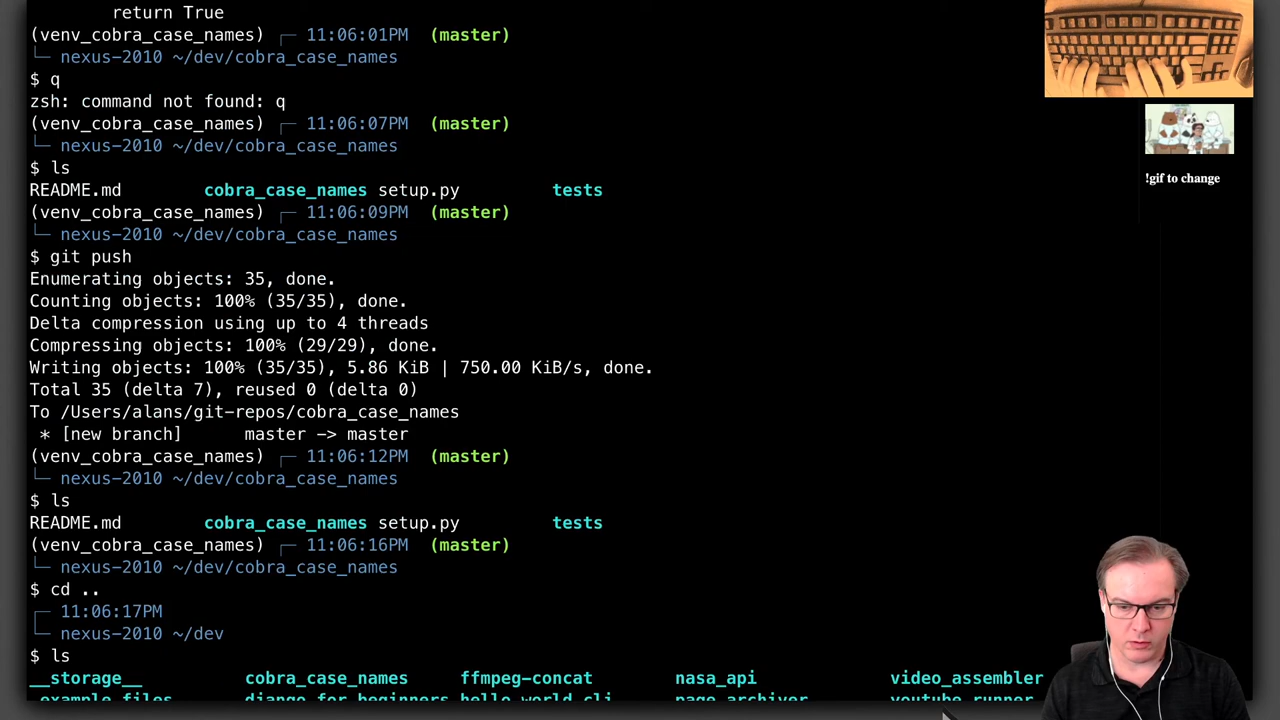 return True
(venv_cobra_case_names) ┌─ 11:06:01PM (master)
└─ nexus-2010 ~/dev/cobra_case_names
$ q
zsh: command not found: q
(venv_cobra_case_names) ┌─ 11:06:07PM (master)
└─ nexus-2010 ~/dev/cobra_case_names
$ ls
README.md cobra_case_names setup.py tests
(venv_cobra_case_names) ┌─ 11:06:09PM (master)
└─ nexus-2010 ~/dev/cobra_case_names
$ git push
Enumerating objects: 35, done.
Counting objects: 100% (35/35), done.
Delta compression using up to 4 threads
Compressing objects: 100% (29/29), done.
Writing objects: 100% (35/35), 5.86 KiB | 750.00 KiB/s, done.
Total 35 (delta 7), reused 0 (delta 0)
To /Users/alans/git-repos/cobra_case_names
* [new branch] master -> master
(venv_cobra_case_names) ┌─ 11:06:12PM (master)
└─ nexus-2010 ~/dev/cobra_case_names
$ ls
README.md cobra_case_names setup.py tests
(venv_cobra_case_names) ┌─ 11:06:16PM (master)
└─ nexus-2010 ~/dev/cobra_case_names
$ cd ..
┌─ 11:06:17PM
└─ nexus-2010 ~/dev
$ ls
__storage__ cobra_case_names ffmpeg-concat nasa_api video_assembler
_example_files django_for_beginners hello_world_cli page_archiver youtube_runner
!gif to change